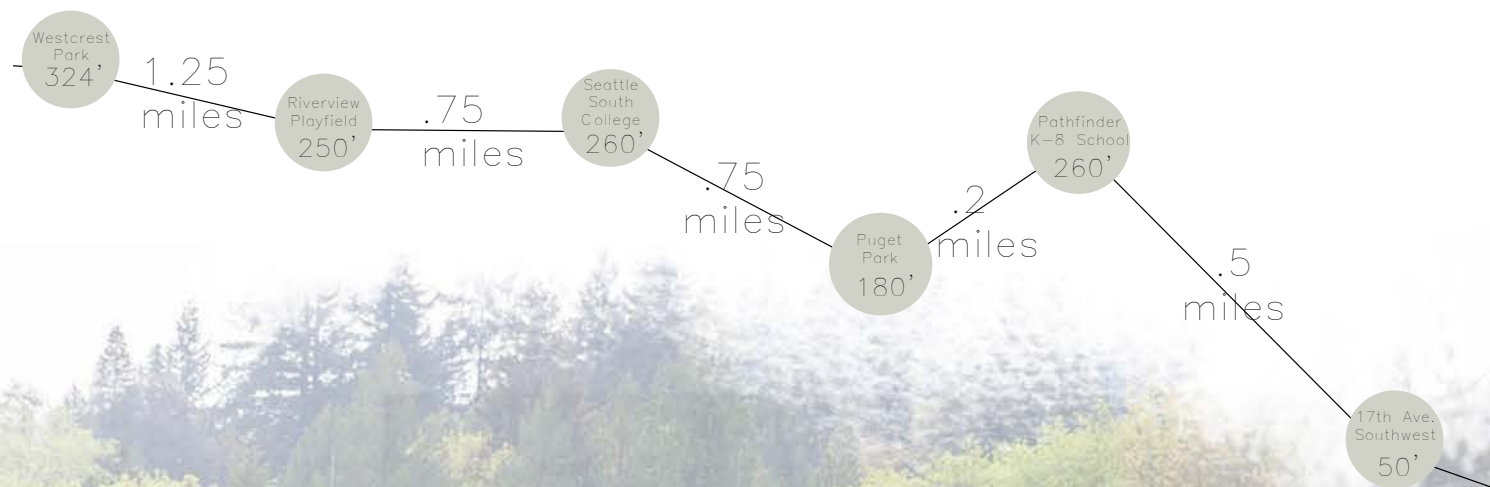 Westcrest
Park
324'
1.25
miles
Riverview
Playfield
250'
.75
miles
Seattle
South
College
260'
.75
miles
Puget
Park
180'
.2
miles
Pathfinder
K-8 School
260'
.5
miles
17th Ave.
Southwest
50'